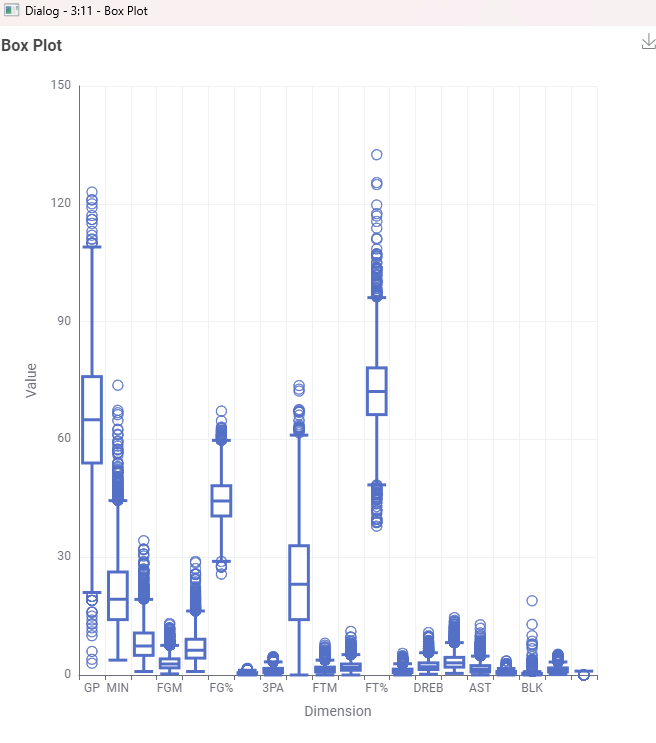 Dialog - 3:11 - Box Plot
Box Plot
150
120
90
60
30
0
Value
GP MIN FGM FG% 3PA FTM FT% DREB AST BLK
Dimension